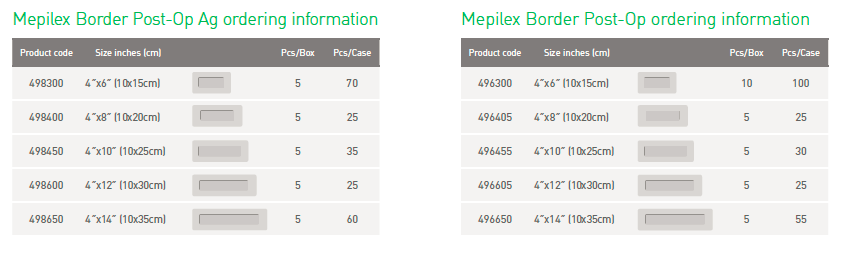 Mepilex Border Post-Op Ag ordering information
Product code Size inches (cm) Pcs/Box Pcs/Case
498300 4˝x6˝ (10x15cm) 5 70
498400 4˝x8˝ (10x20cm) 5 25
498450 4˝x10˝ (10x25cm) 5 35
498600 4˝x12˝ (10x30cm) 5 25
498650 4˝x14˝ (10x35cm) 5 60
Mepilex Border Post-Op ordering information
Product code Size inches (cm) Pcs/Box Pcs/Case
496300 4˝x6˝ (10x15cm) 10 100
496405 4˝x8˝ (10x20cm) 5 25
496455 4˝x10˝ (10x25cm) 5 30
496605 4˝x12˝ (10x30cm) 5 25
496650 4˝x14˝ (10x35cm) 5 55